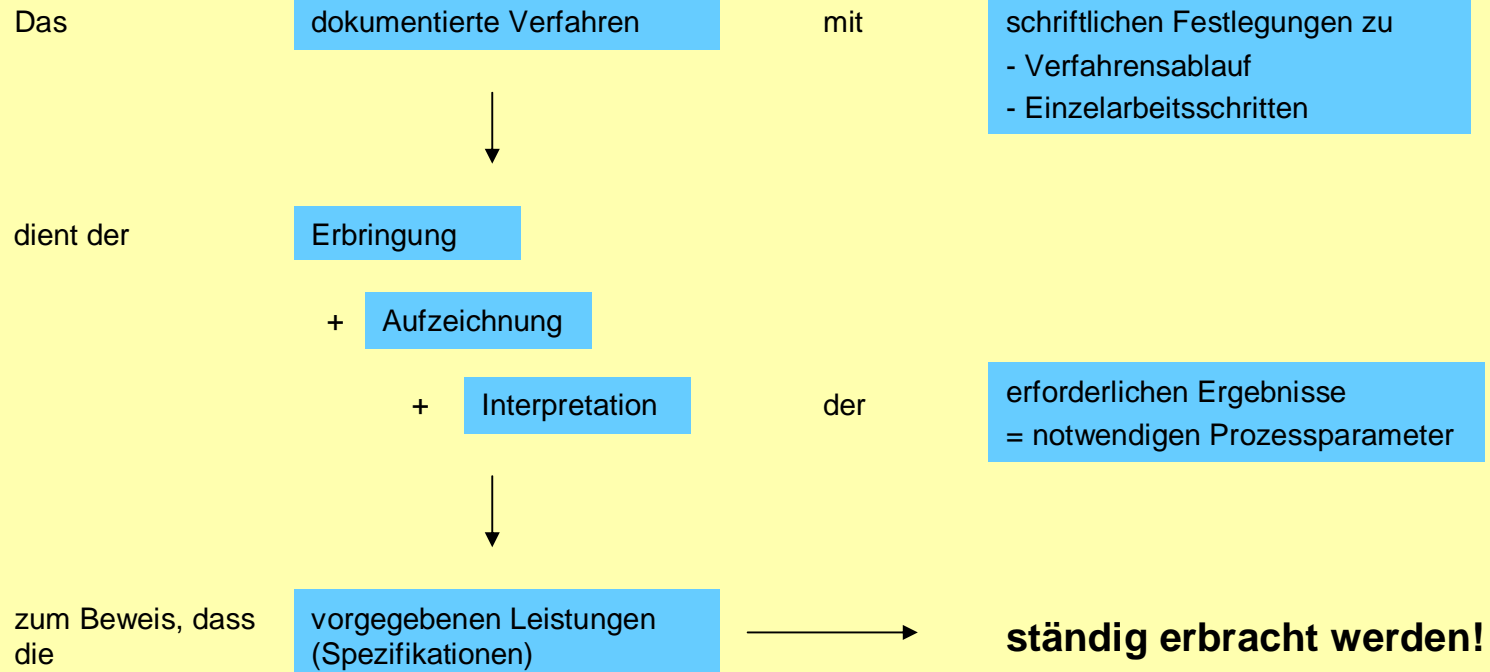 Das dokumentierte Verfahren mit schriftlichen Festlegungen zu
- Verfahrensablauf
- Einzelarbeitsschritten
dient der Erbringung
+ Aufzeichnung
+ Interpretation der erforderlichen Ergebnisse
= notwendigen Prozessparameter
zum Beweis, dass die vorgegebenen Leistungen (Spezifikationen) ständig erbracht werden!